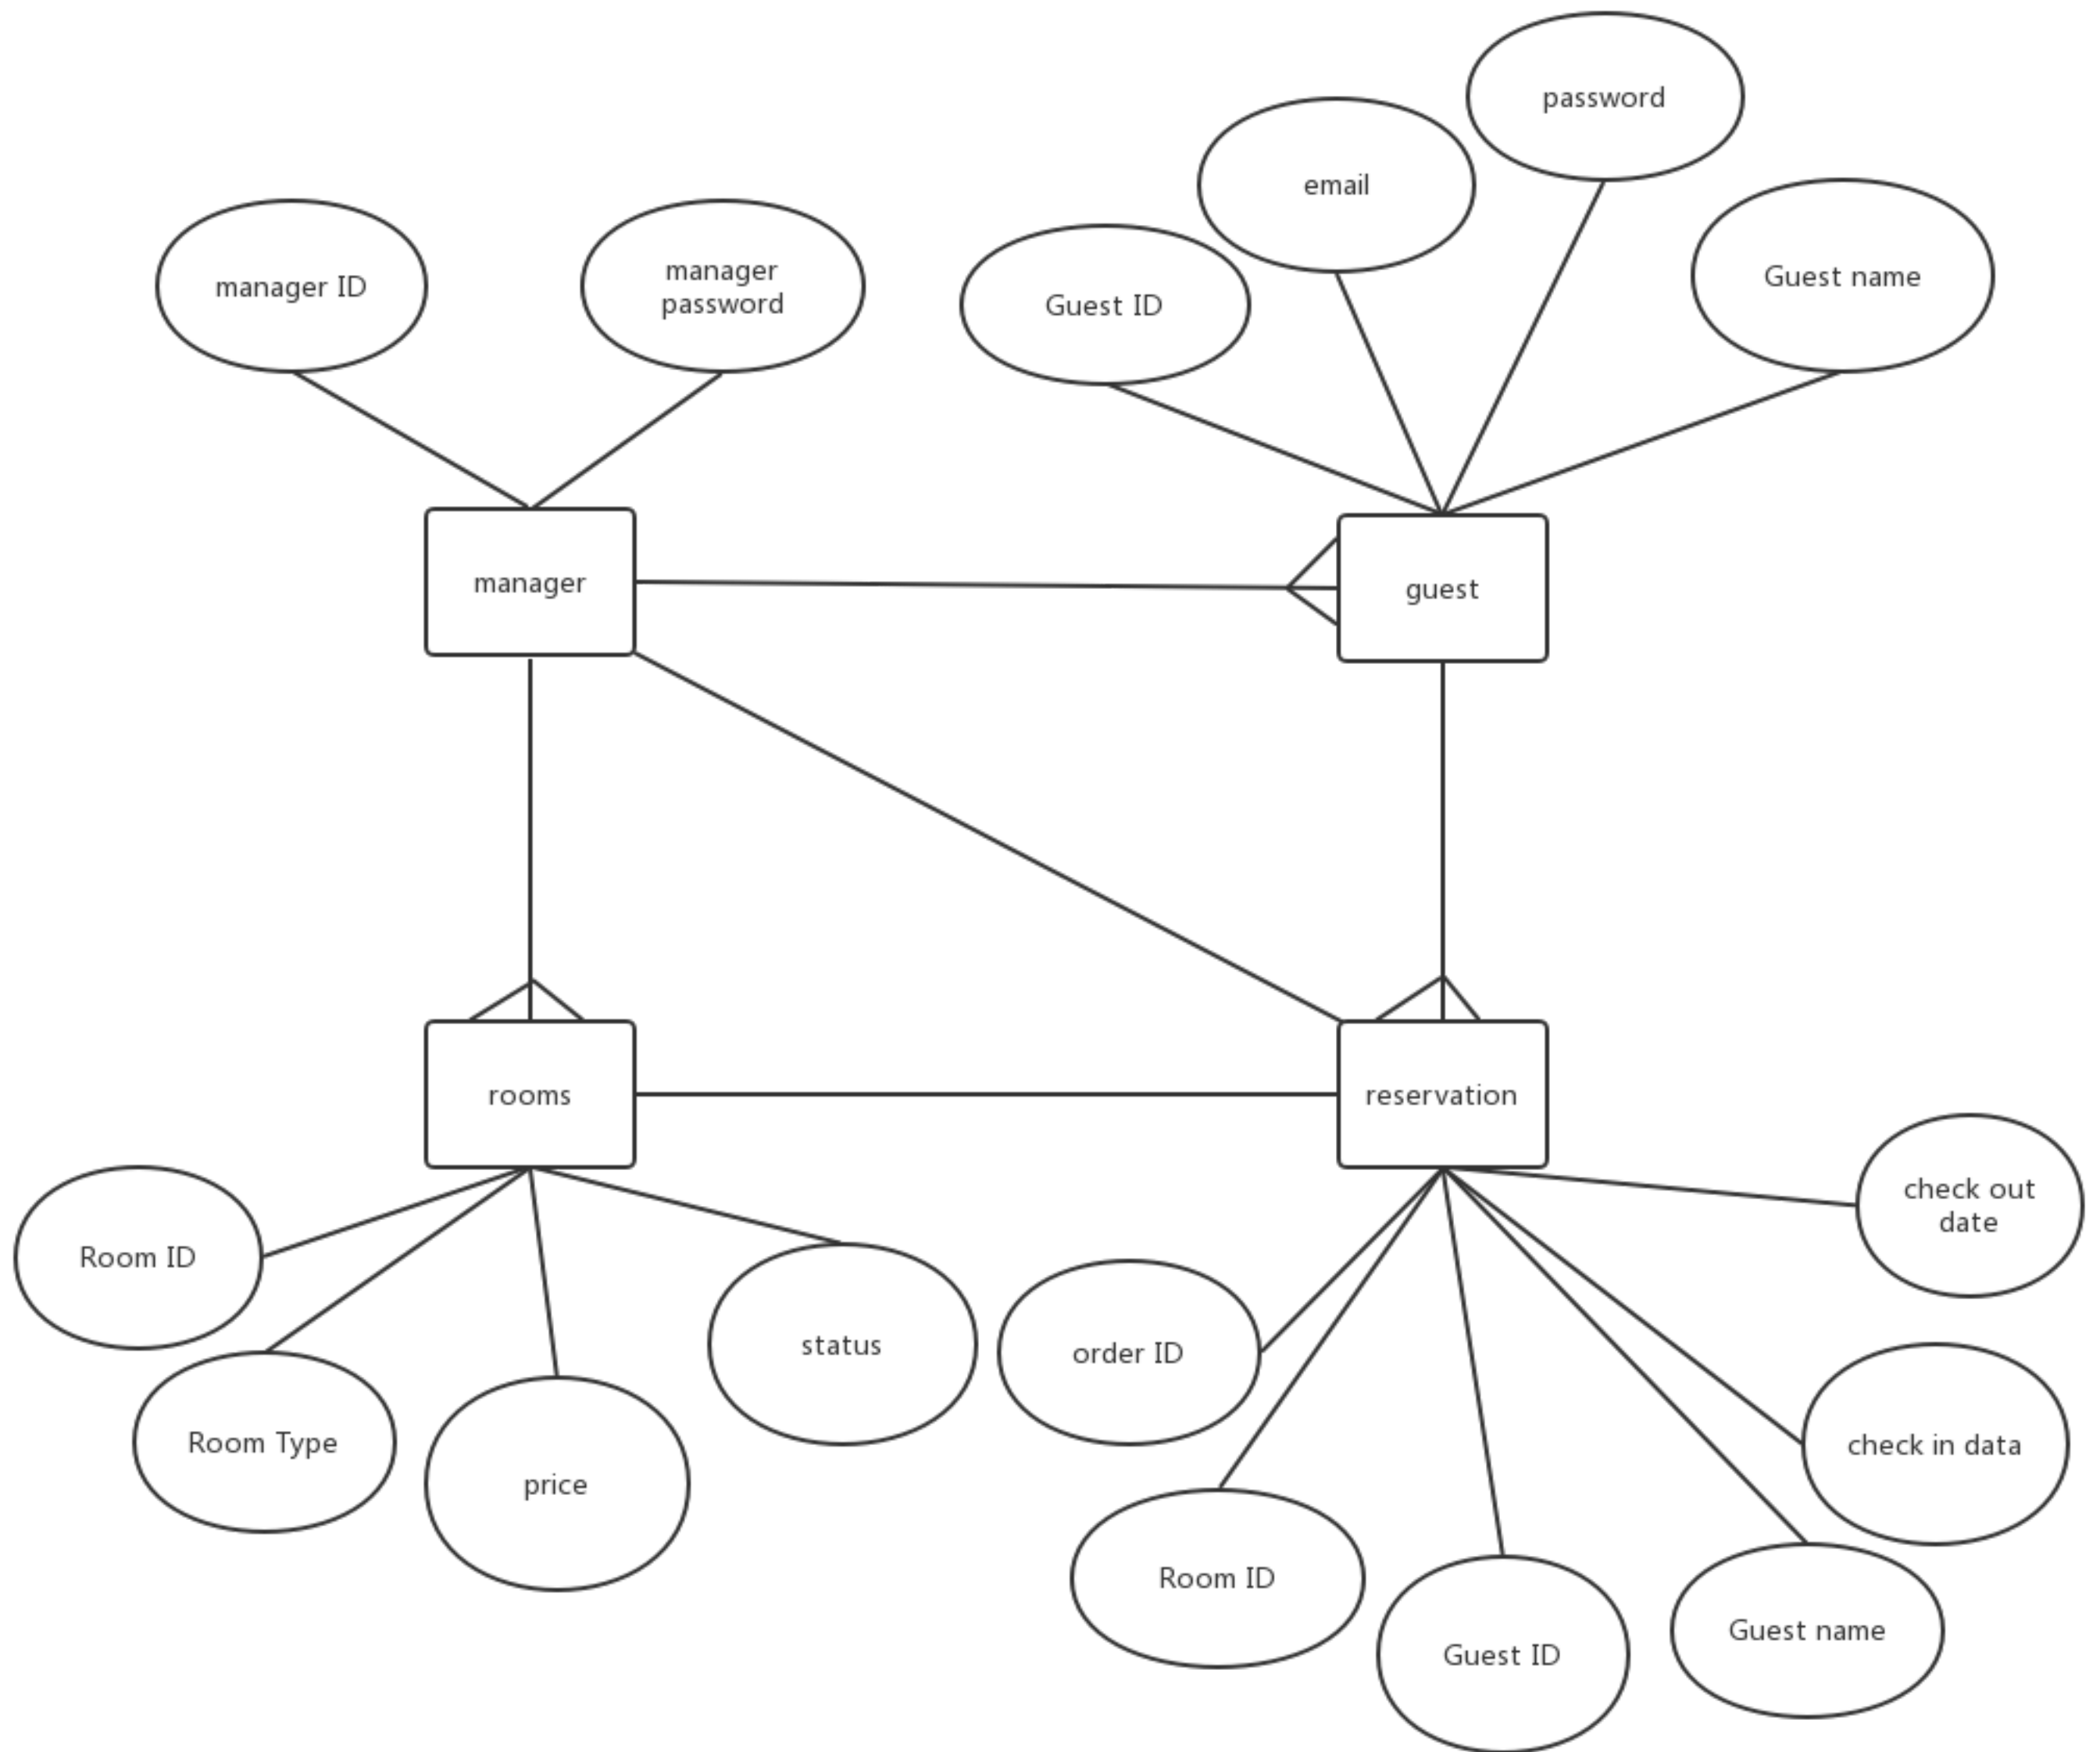 password
email
manager ID
manager
password
Guest ID
Guest name
manager
guest
rooms
reservation
Room ID
Room Type
price
status
order ID
Room ID
Guest ID
Guest name
check in data
check out
date